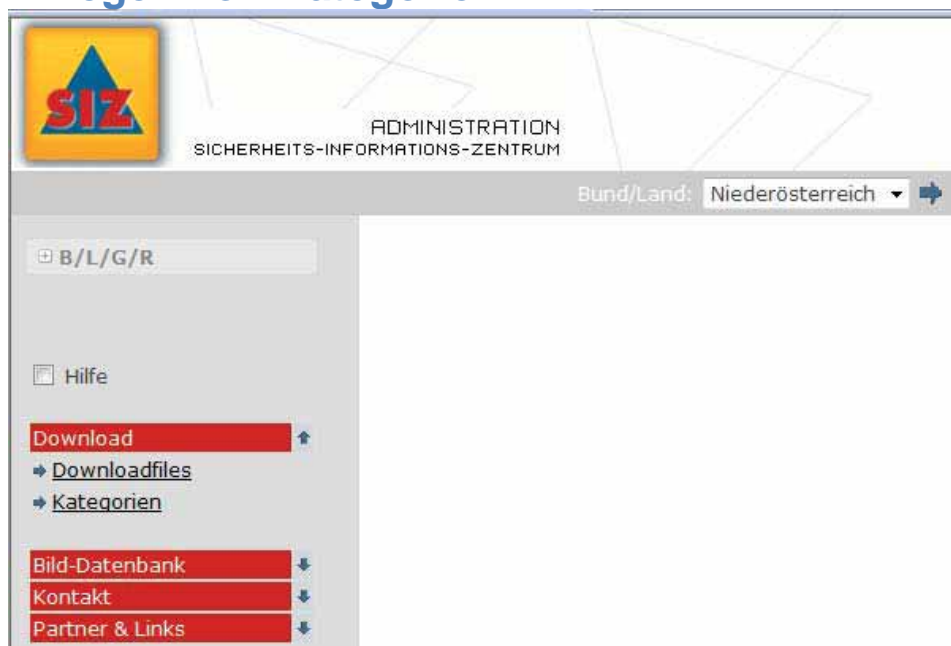 SIZ
ADMINISTRATION
SICHERHEITS-INFORMATIONS-ZENTRUM
Bund/Land: Niederösterreich
B/L/G/R
Hilfe
Download
Downloadfiles
Kategorien
Bild-Datenbank
Kontakt
Partner & Links